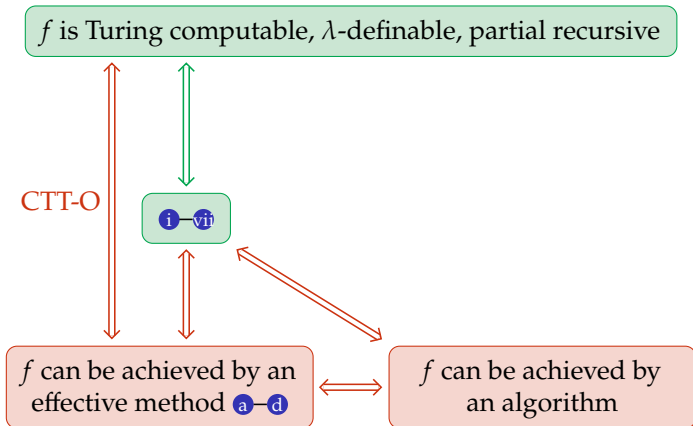 f is Turing computable, λ-definable, partial recursive
CTT-O
i vii
f can be achieved by an
effective method a d
f can be achieved by
an algorithm